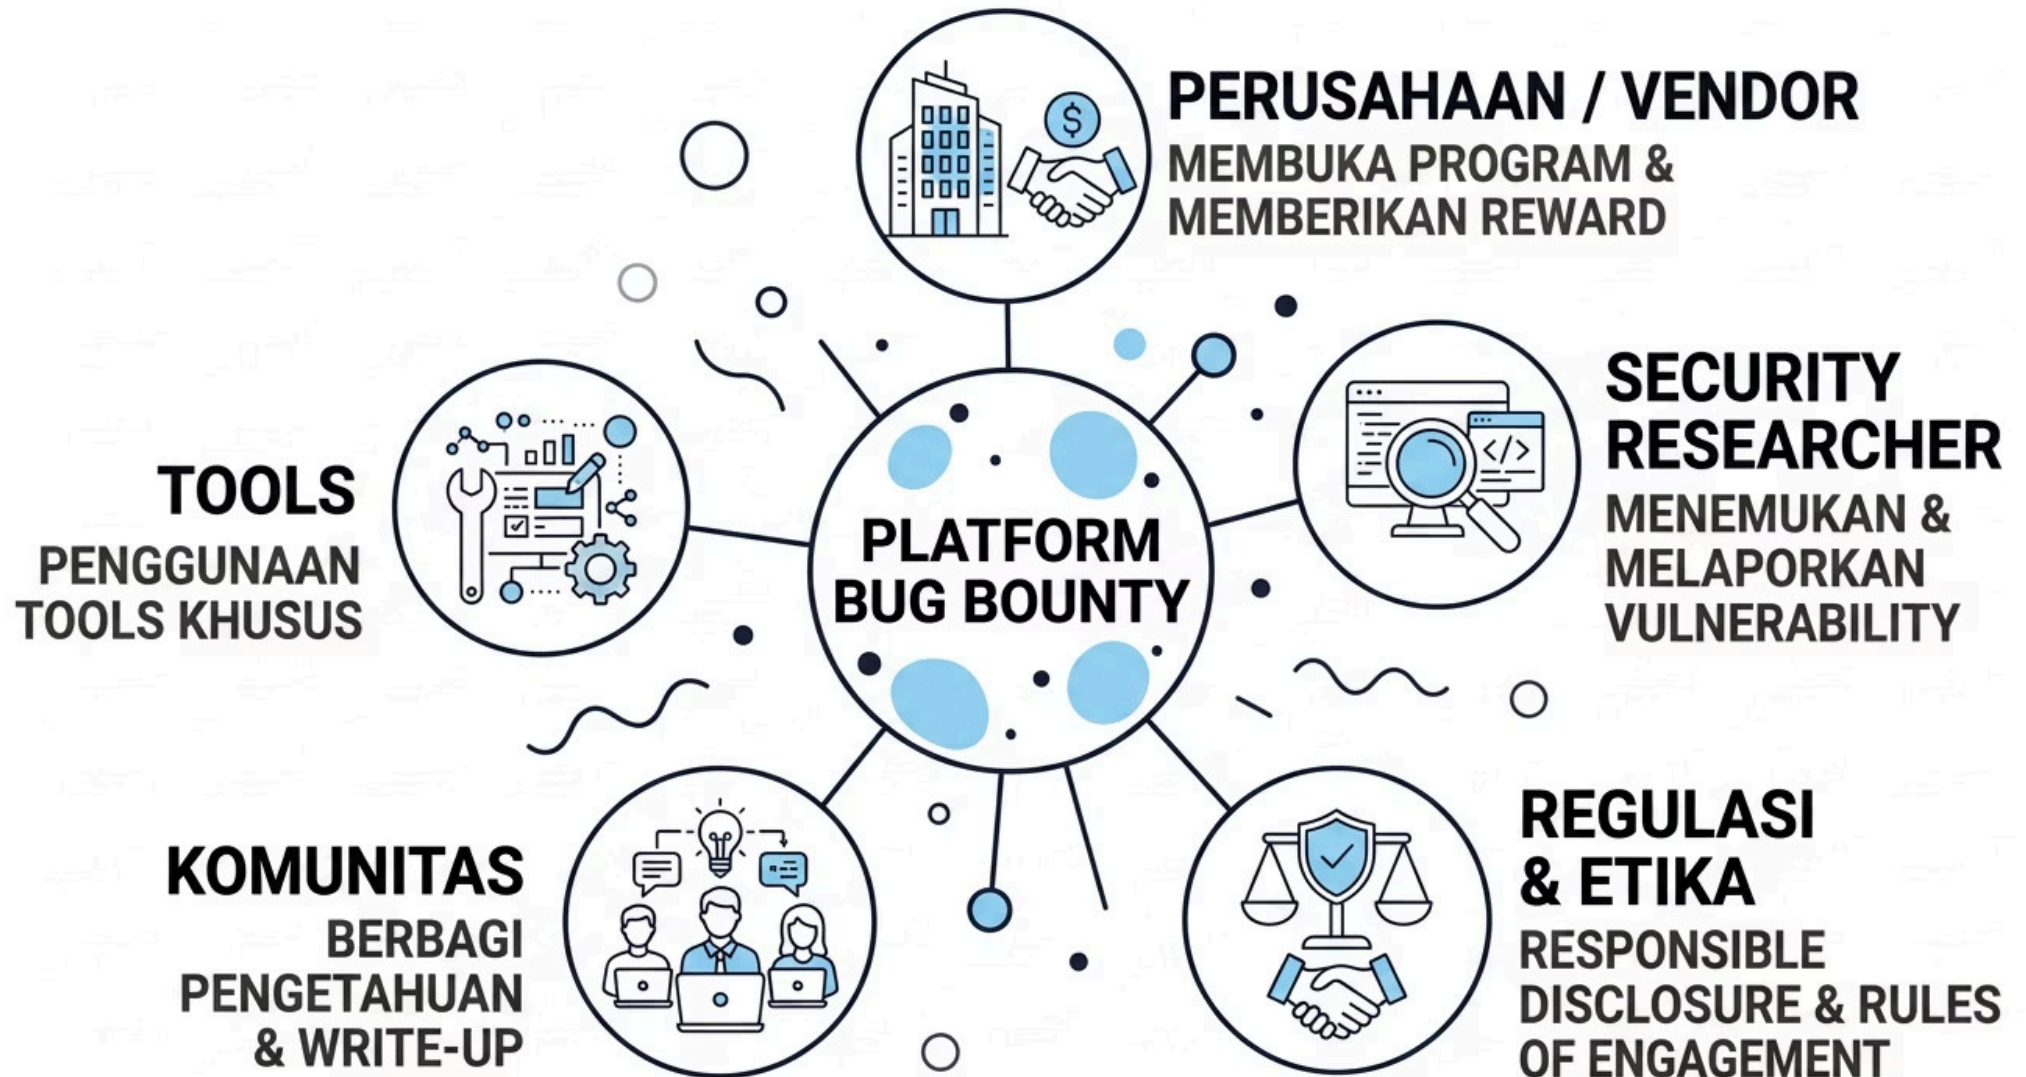 PERUSAHAAN / VENDOR
MEMBUKA PROGRAM &
MEMBERIKAN REWARD
$
SECURITY
RESEARCHER
MENEMUKAN &
MELAPORKAN
VULNERABILITY
</>
TOOLS
PENGGUNAAN
TOOLS KHUSUS
PLATFORM
BUG BOUNTY
KOMUNITAS
BERBAGI
PENGETAHUAN
& WRITE-UP
REGULASI
& ETIKA
RESPONSIBLE
DISCLOSURE & RULES
OF ENGAGEMENT